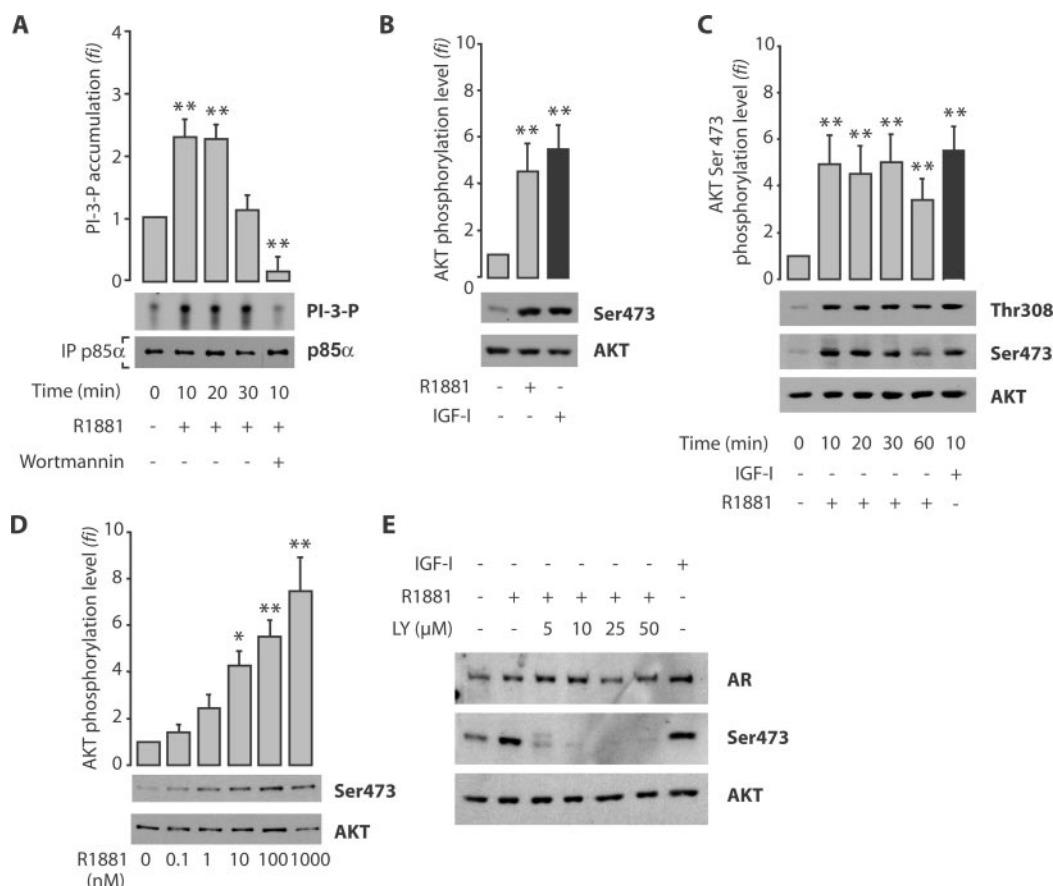 A
PI-3-P accumulation (fi)
4
3
2
1
0
** **
**
PI-3-P
IP p85α
p85α
Time (min) 0 10 20 30 10
R1881 - + + + +
Wortmannin - - - - +
B
AKT phosphorylation level (fi)
10
8
6
4
2
0
** **
Ser473
AKT
R1881 - + -
IGF-I - - +
C
AKT Ser 473
phosphorylation level (fi)
10
8
6
4
2
0
** ** ** ** **
Thr308
Ser473
AKT
Time (min) 0 10 20 30 60 10
IGF-I - - - - - +
R1881 - + + + + -
D
AKT phosphorylation level (fi)
10
8
6
4
2
0
* ** **
Ser473
AKT
R1881 0 0.1 1 10 100 1000
(nM)
E
IGF-I - - - - - - +
R1881 - + + + + + -
LY (μM) - - 5 10 25 50 -
AR
Ser473
AKT